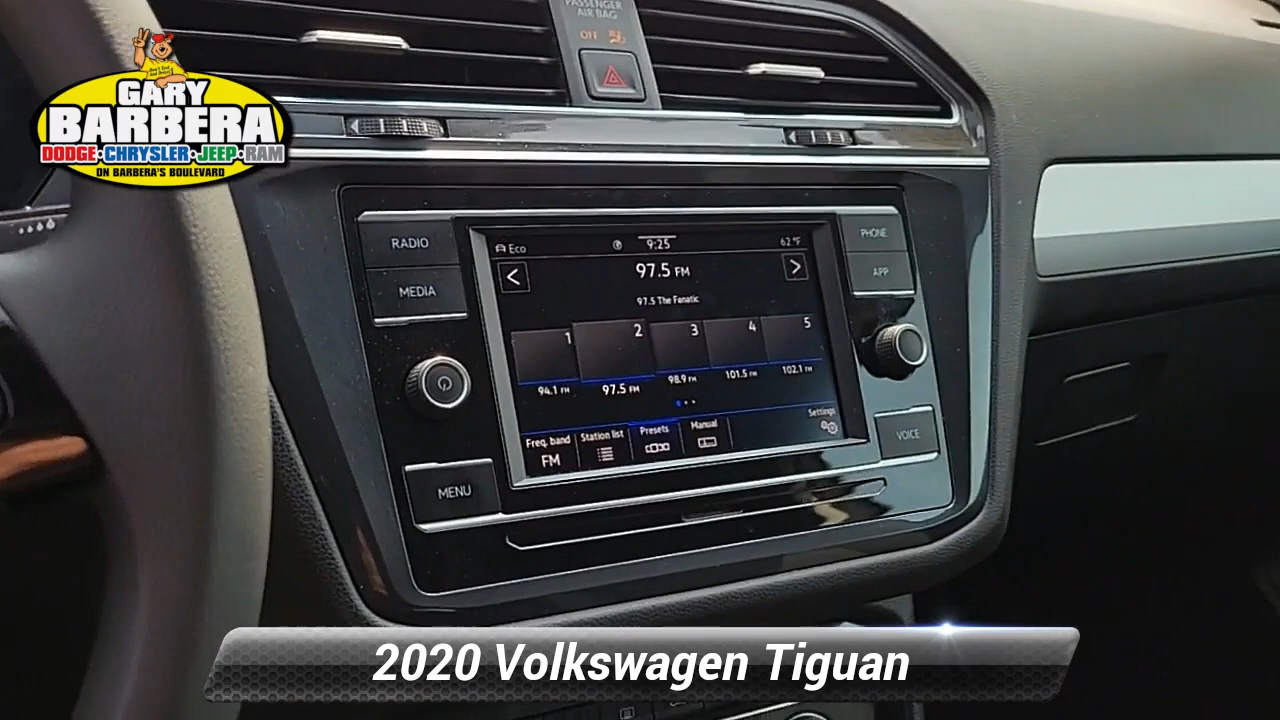 PASSENGER
AIR BAG
OFF
GARY
BARBERA
DODGE·CHRYSLER·JEEP·RAM
ON BARBERA'S BOULEVARD
RADIO
MEDIA
MENU
Eco
9:25
62°F
97.5 FM
97.5 The Fanatic
1 2 3 4 5
94.1 FM 97.5 FM 98.9 FM 101.5 FM 102.1 FM
Freq. band Station list Presets Manual Settings
FM
PHONE
APP
VOICE
2020 Volkswagen Tiguan